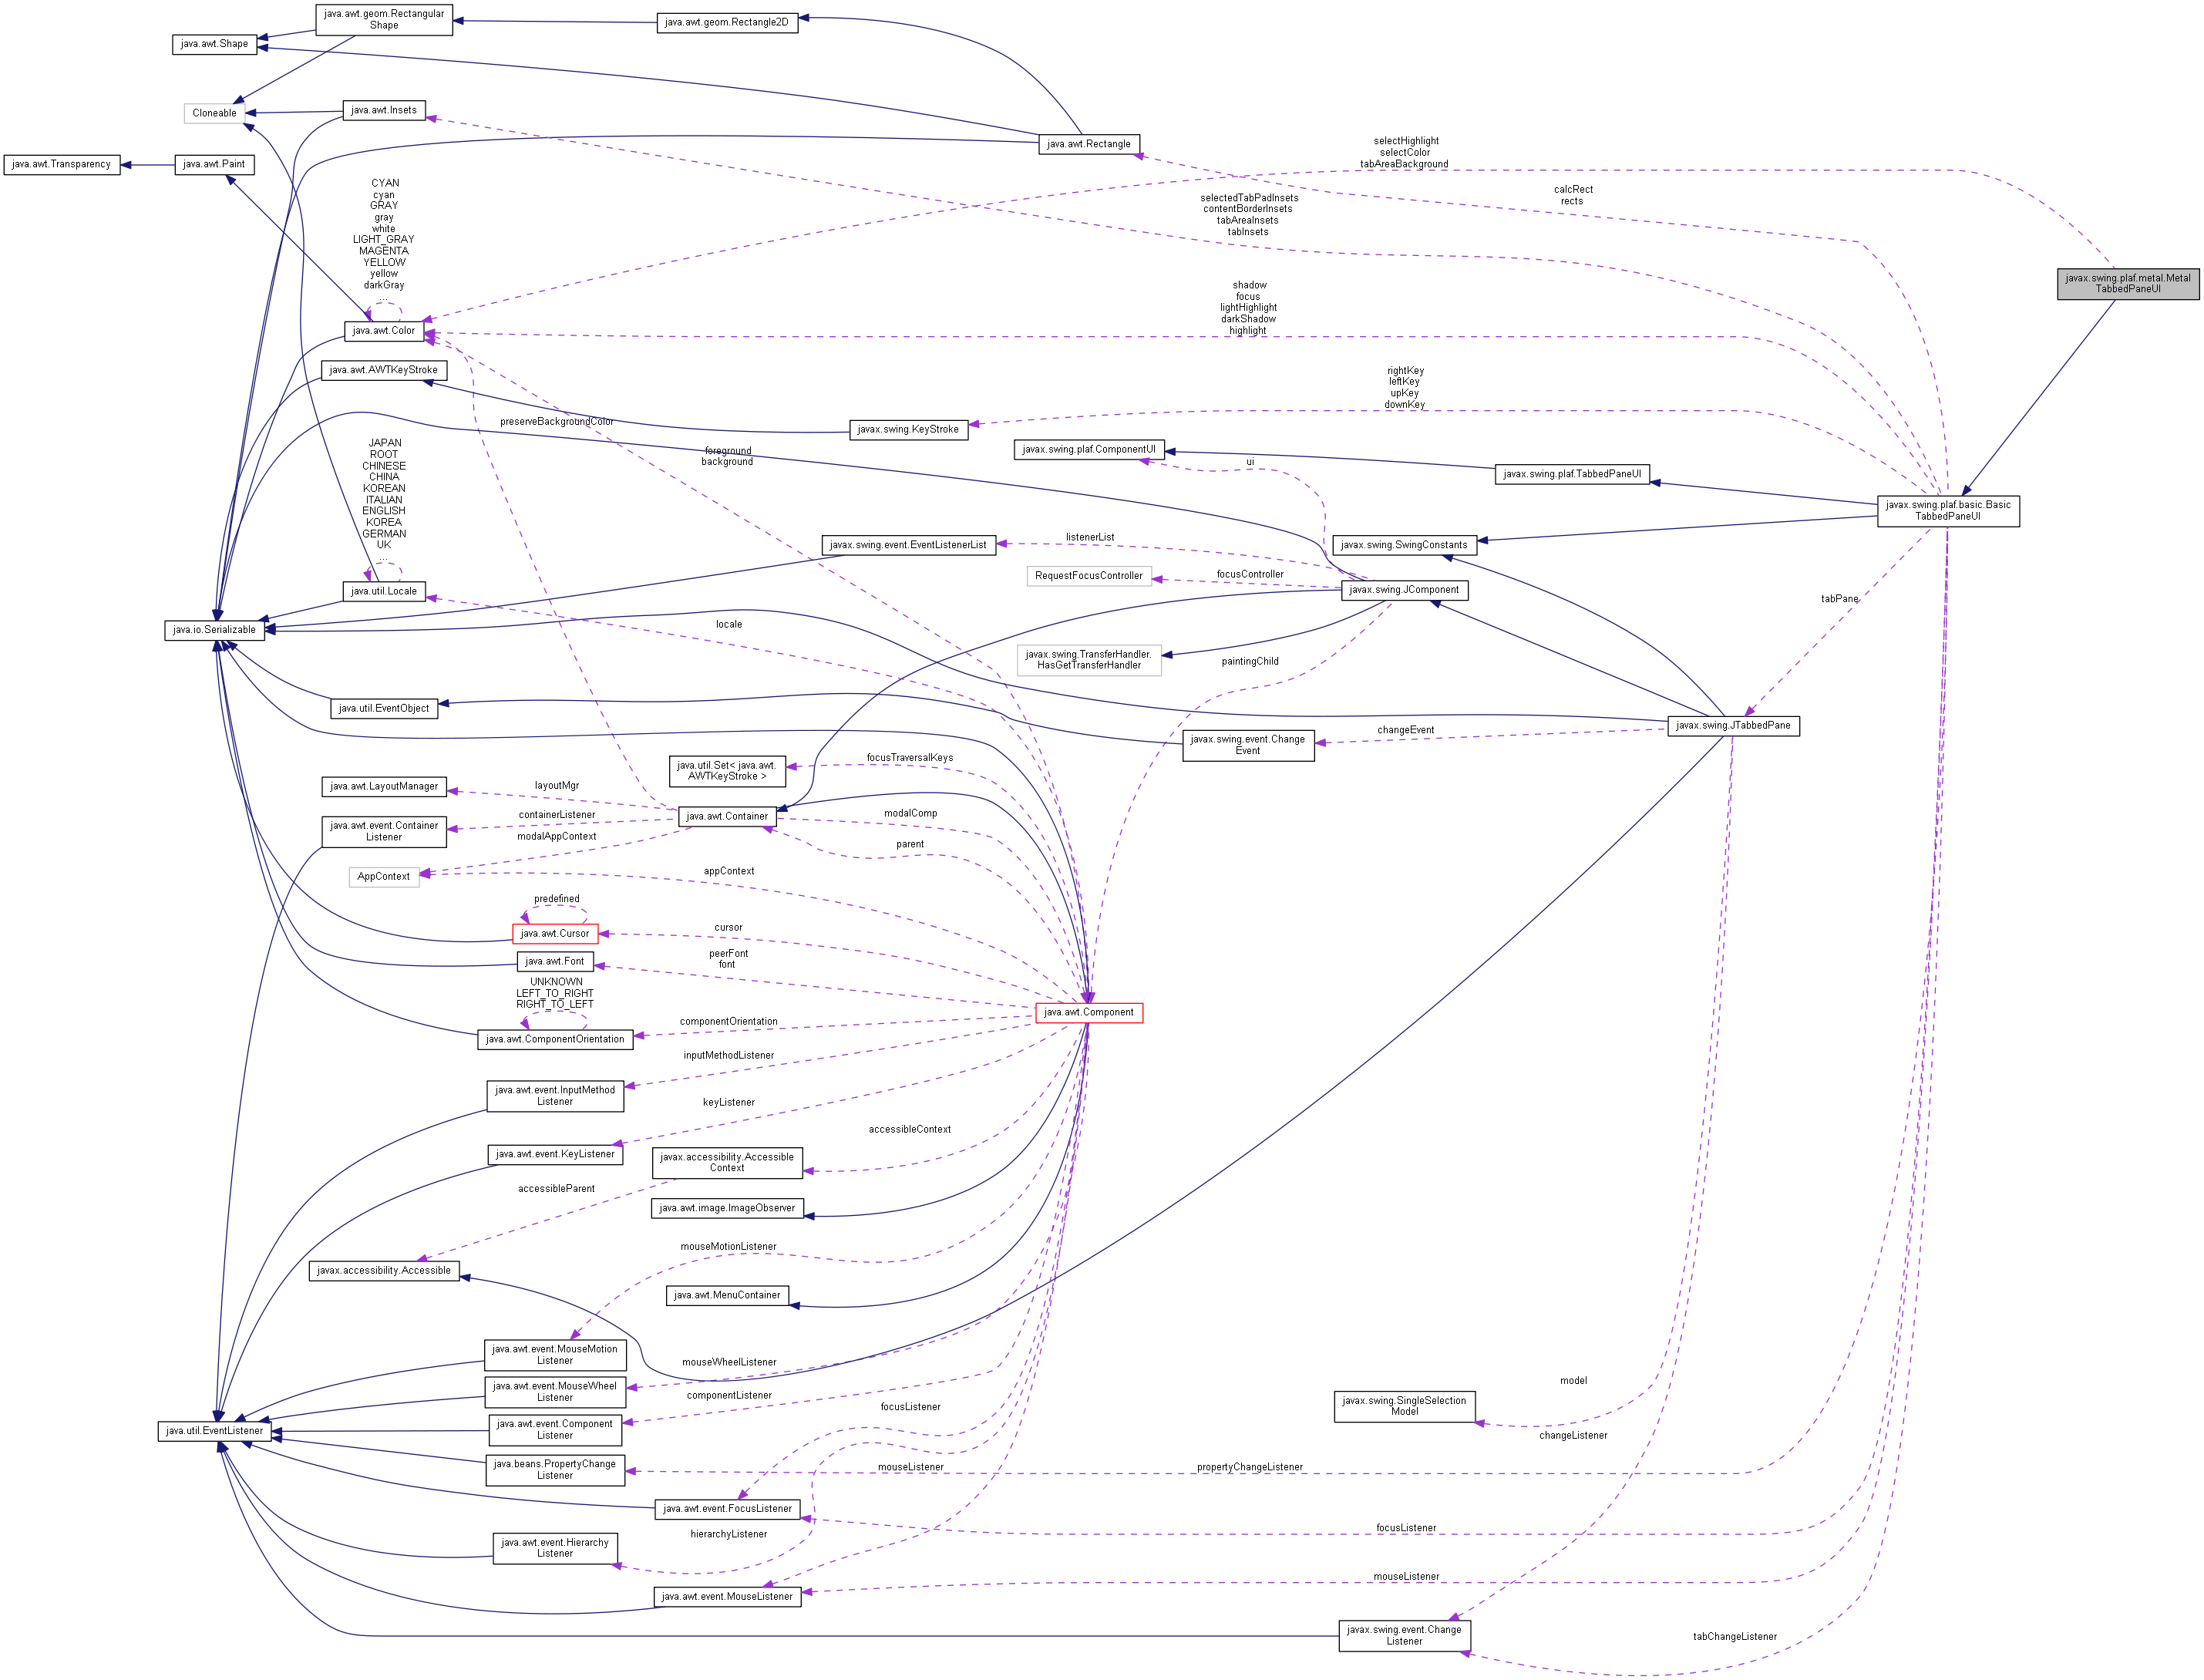 java.awt.geom.Rectangular
Shape
java.awt.geom.Rectangle2D
java.awt.Shape
Cloneable
java.awt.Insets
java.awt.Rectangle
java.awt.Transparency
java.awt.Paint
selectHighlight
selectColor
tabAreaBackground
calcRect
rects
selectedTabPadInsets
contentBorderInsets
tabAreaInsets
tabInsets
CYAN
cyan
GRAY
gray
white
LIGHT_GRAY
MAGENTA
YELLOW
yellow
darkGray
...
javax.swing.plaf.metal.Metal
TabbedPaneUI
shadow
focus
lightHighlight
darkShadow
highlight
java.awt.Color
java.awt.AWTKeyStroke
rightKey
leftKey
upKey
downKey
preserveBackgroundColor
javax.swing.KeyStroke
foreground
background
javax.swing.plaf.ComponentUI
ui
javax.swing.plaf.TabbedPaneUI
JAPAN
ROOT
CHINESE
CHINA
KOREAN
ITALIAN
ENGLISH
KOREA
GERMAN
UK
...
javax.swing.plaf.basic.Basic
TabbedPaneUI
javax.swing.event.EventListenerList
listenerList
javax.swing.SwingConstants
RequestFocusController
focusController
java.util.Locale
javax.swing.JComponent
tabPane
java.io.Serializable
locale
javax.swing.TransferHandler.
HasGetTransferHandler
paintingChild
java.util.EventObject
javax.swing.JTabbedPane
javax.swing.event.Change
Event
changeEvent
java.util.Set< java.awt.
AWTKeyStroke >
focusTraversalKeys
java.awt.LayoutManager
layoutMgr
java.awt.Container
modalComp
java.awt.event.Container
Listener
containerListener
modalAppContext
parent
AppContext
appContext
predefined
java.awt.Cursor
cursor
java.awt.Font
peerFont
font
UNKNOWN
LEFT_TO_RIGHT
RIGHT_TO_LEFT
java.awt.Component
java.awt.ComponentOrientation
componentOrientation
inputMethodListener
java.awt.event.InputMethod
Listener
keyListener
java.awt.event.KeyListener
accessibleContext
javax.accessibility.Accessible
Context
accessibleParent
java.awt.image.ImageObserver
mouseMotionListener
javax.accessibility.Accessible
java.awt.MenuContainer
java.awt.event.MouseMotion
Listener
mouseWheelListener
java.awt.event.MouseWheel
Listener
componentListener
model
javax.swing.SingleSelection
Model
java.util.EventListener
java.awt.event.Component
Listener
focusListener
changeListener
java.beans.PropertyChange
Listener
mouseListener
propertyChangeListener
java.awt.event.FocusListener
hierarchyListener
focusListener
java.awt.event.Hierarchy
Listener
mouseListener
java.awt.event.MouseListener
javax.swing.event.Change
Listener
tabChangeListener